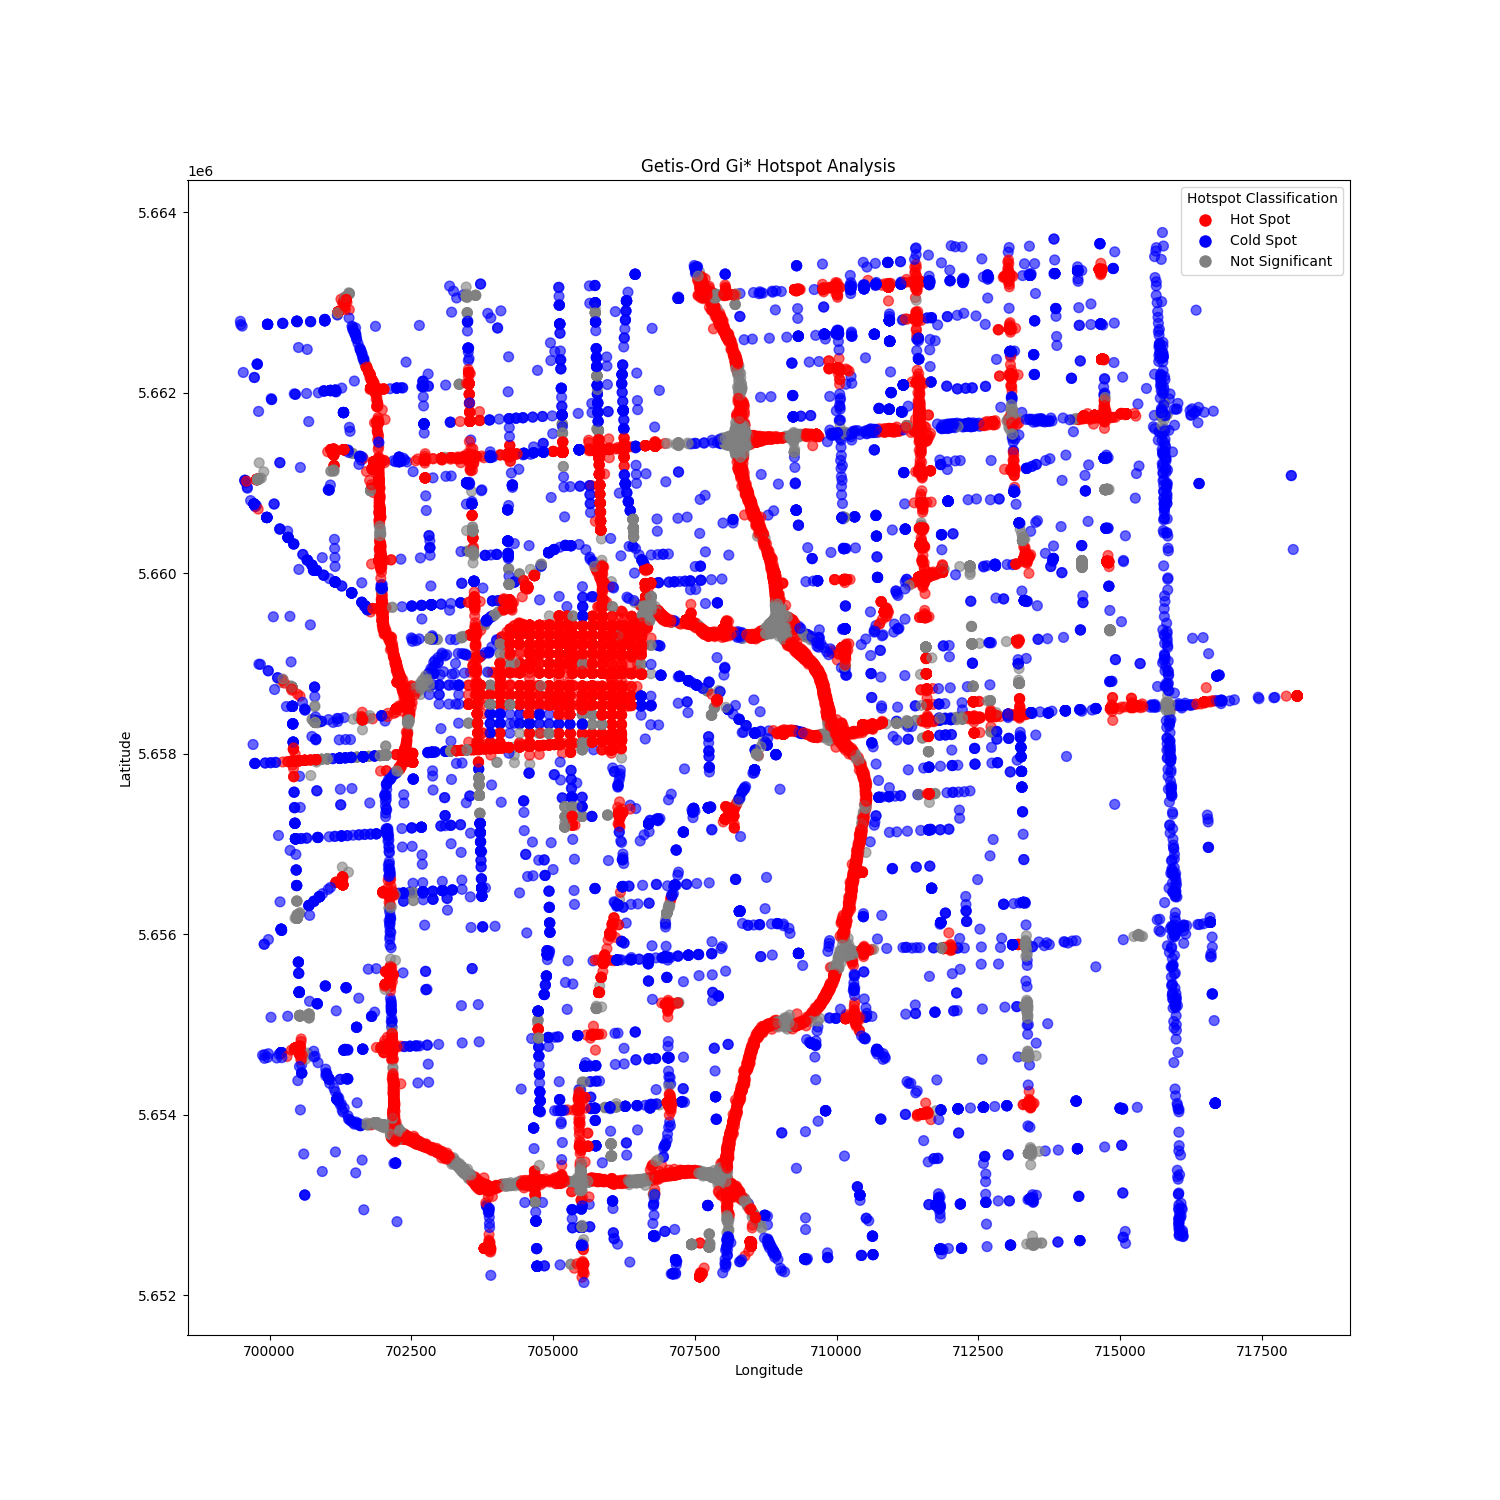 Getis-Ord Gi* Hotspot Analysis
1e6
Hotspot Classification
Hot Spot
Cold Spot
Not Significant
5.664
5.662
5.660
5.658
5.656
5.654
5.652
Latitude
700000 702500 705000 707500 710000 712500 715000 717500
Longitude